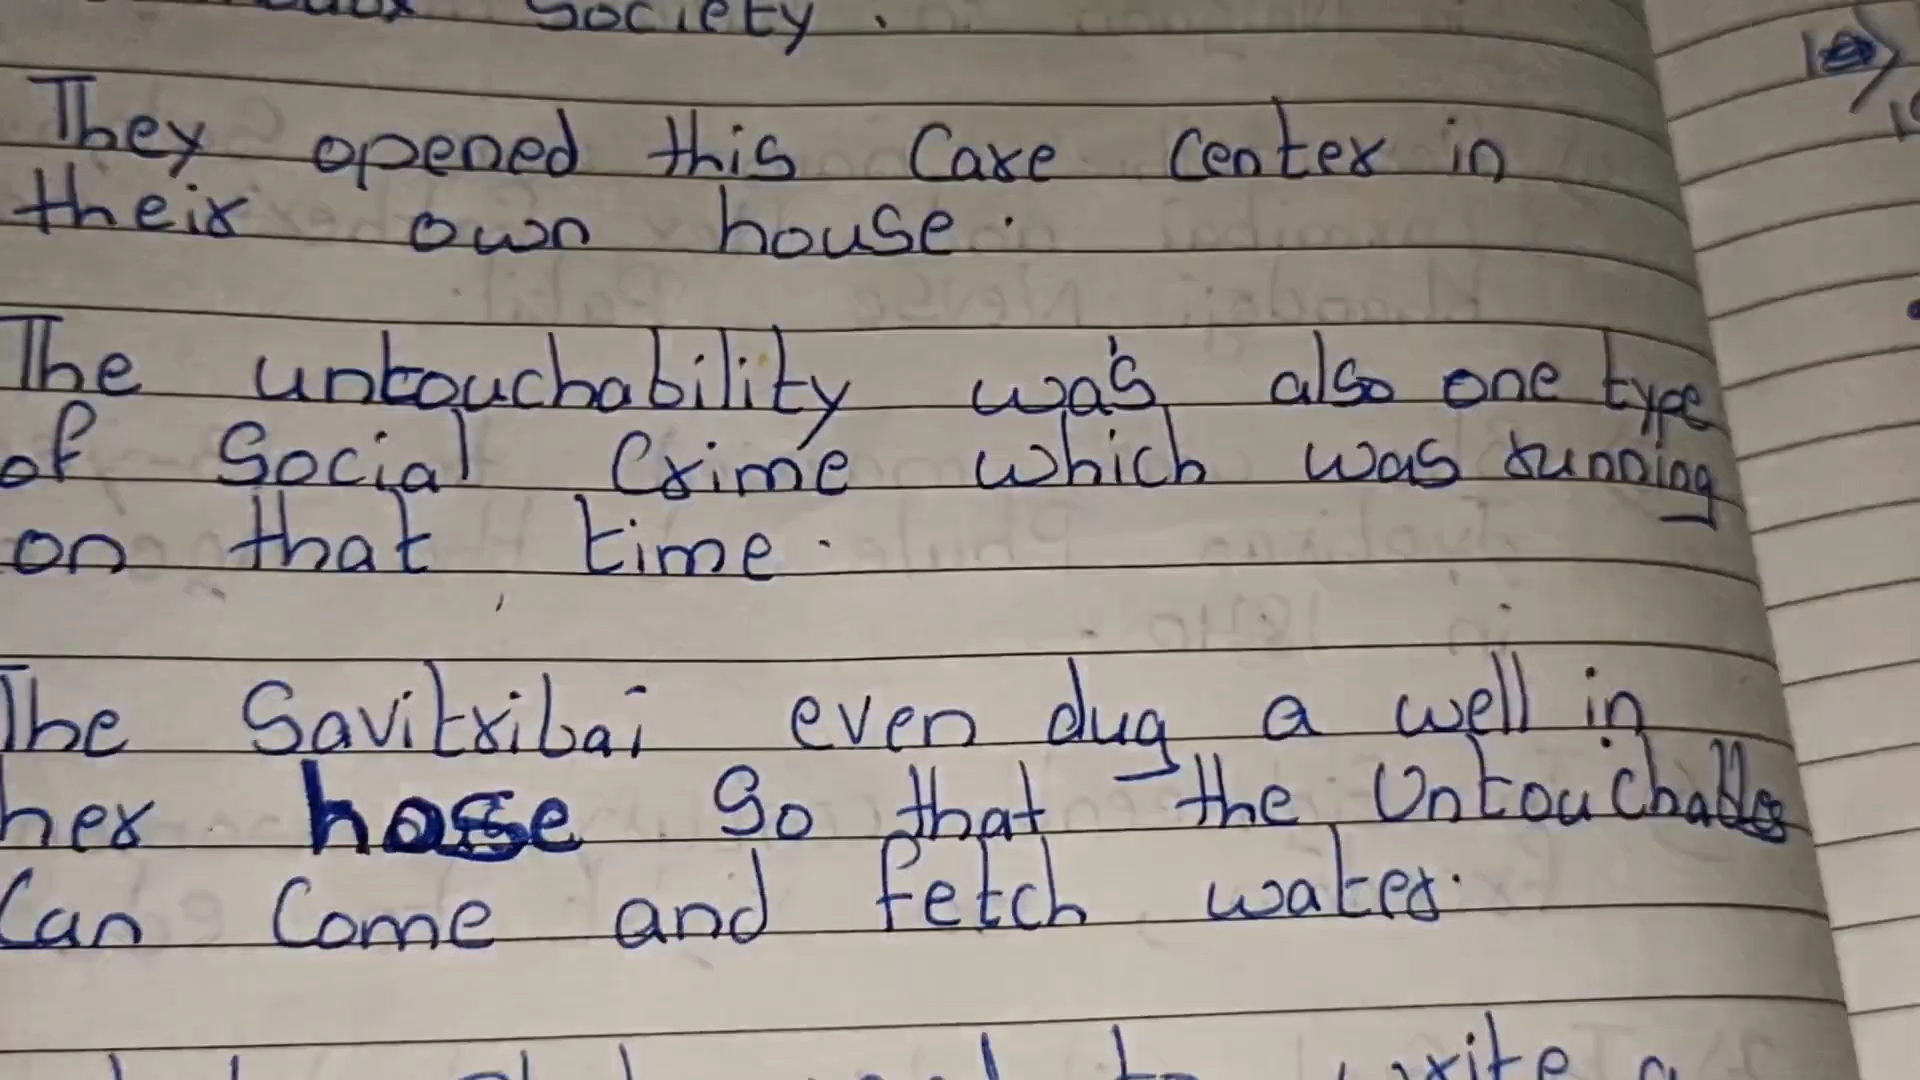 society.
They opened this Care Center in
their own house.
The untouchability was also one type
of Social Crime which was running
on that time.
The Savitribai even dug a well in
her house So that the Untouchables
Can Come and fetch water.
write a